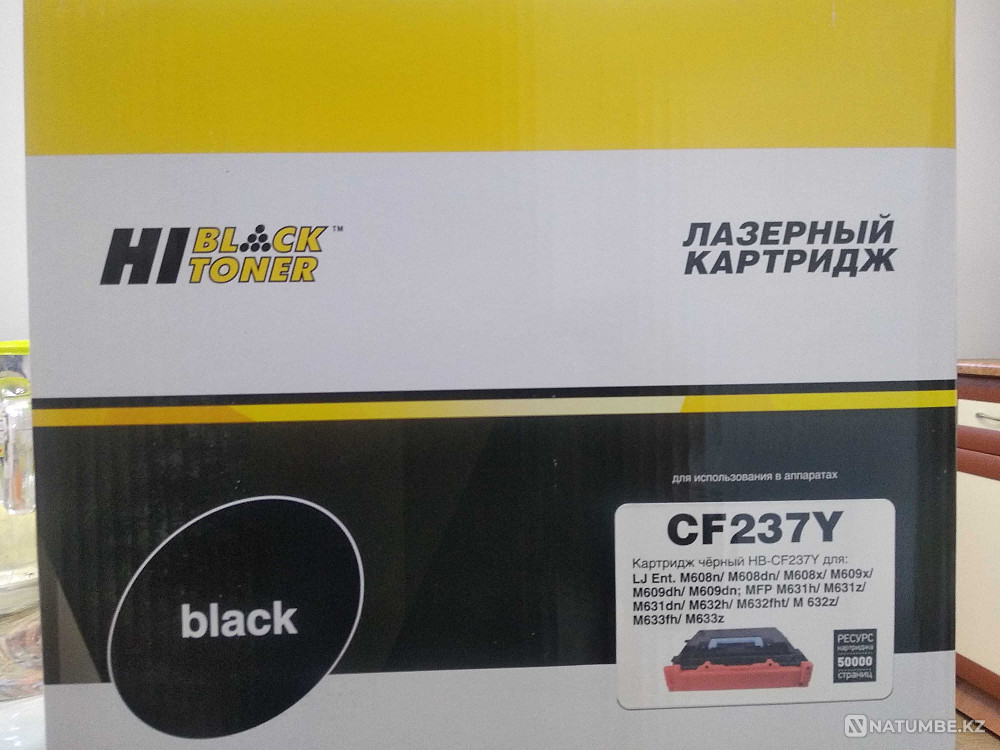 HI BLACK TONER™
ЛАЗЕРНЫЙ
КАРТРИДЖ
для использования в аппаратах
CF237Y
Картридж чёрный HB-CF237Y для:
LJ Ent. M608n/ M608dn/ M608x/ M609x/
M609dh/ M609dn; MFP M631h/ M631z/
M631dn/ M632h/ M632fht/ M 632z/
M633fh/ M633z
РЕСУРС
картриджа
50000
страниц
black
NATUMBE.KZ